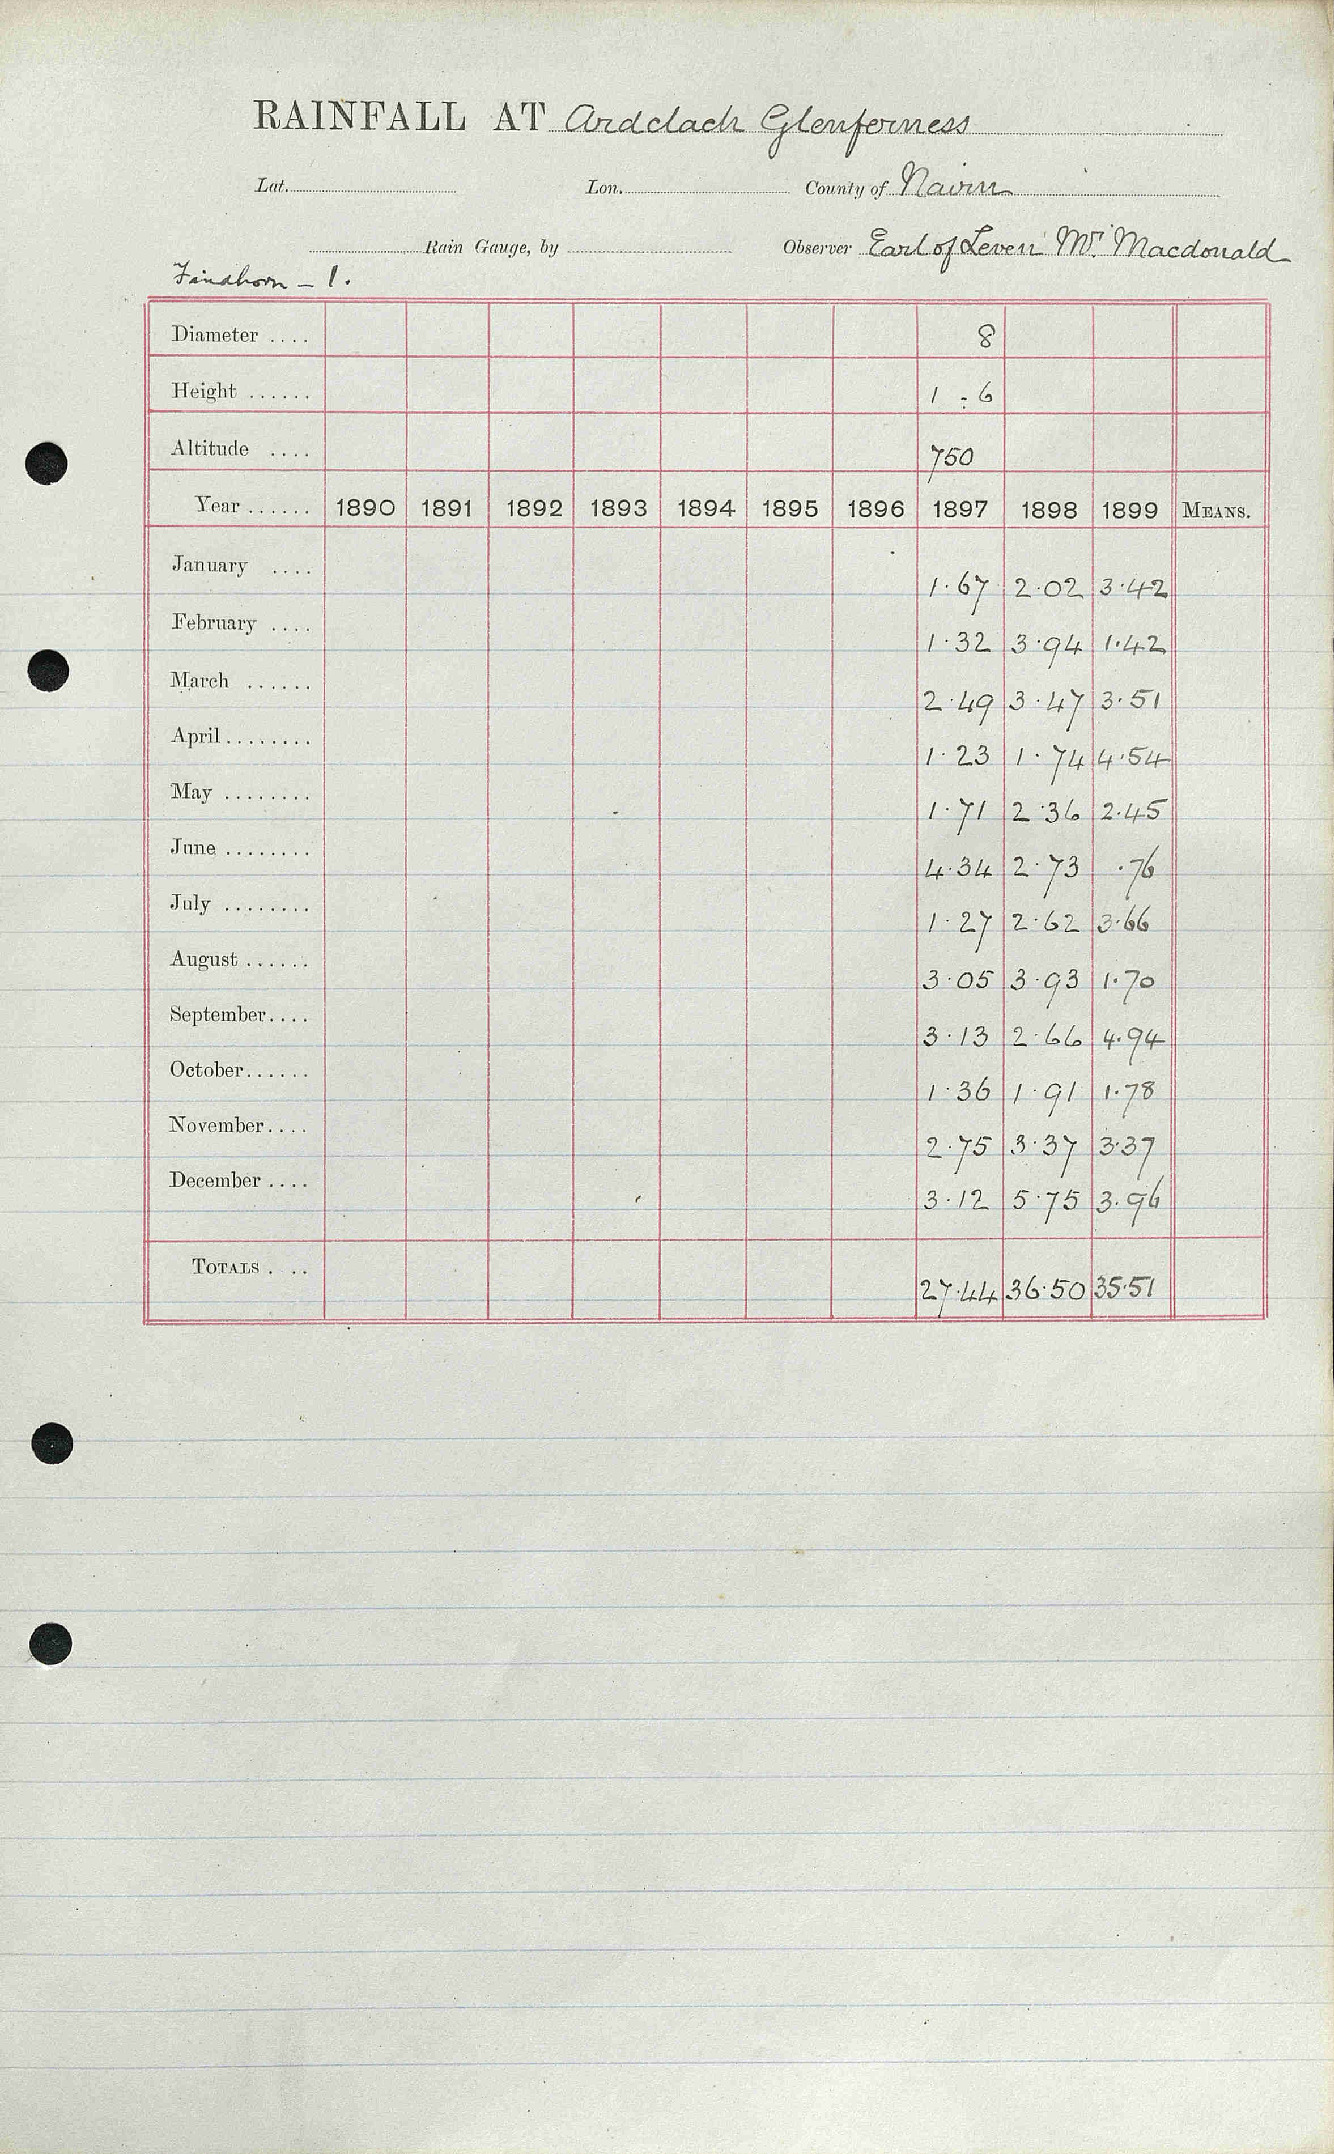 RAINFALL AT Ardclach Glenferness
Lat. Lon. County of Nairn
Rain Gauge, by Observer Earl of Leven Mr. Macdonald
Findhorn - 1.
Diameter .... 8
Height ...... 1 : 6
Altitude .... 750
Year ...... 1890 1891 1892 1893 1894 1895 1896 1897 1898 1899 MEANS.
January .... 1.67 2.02 3.42
February .... 1.32 3.94 1.42
March ...... 2.49 3.47 3.51
April ........ 1.23 1.74 4.54
May ........ 1.71 2.36 2.45
June ........ 4.34 2.73 .76
July ........ 1.27 2.62 3.66
August ...... 3.05 3.93 1.70
September.... 3.13 2.66 4.94
October...... 1.36 1.91 1.78
November.... 2.75 3.37 3.37
December .... 3.12 5.75 3.96
TOTALS . .. 27.44 36.50 35.51